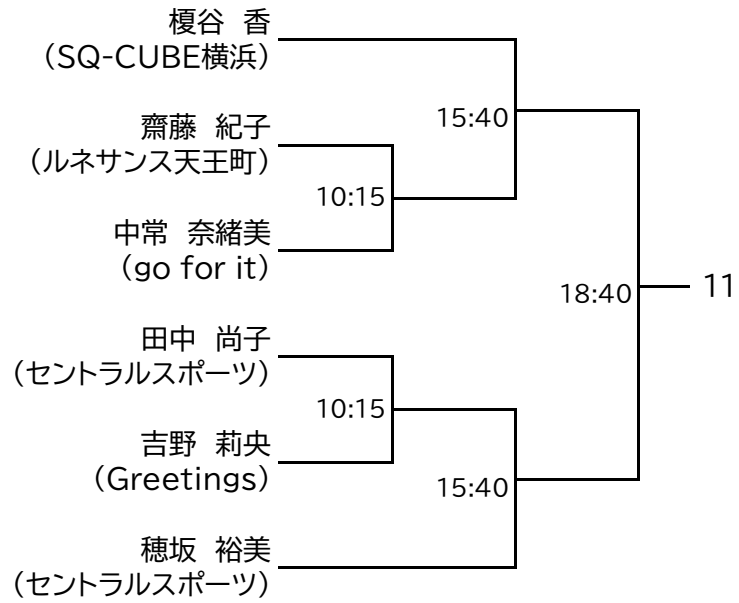 榎谷　香
（SQ-CUBE横浜）
15:40
齋藤　紀子
（ルネサンス天王町）
10:15
中常　奈緒美
（go for it）
18:40
11
田中　尚子
（セントラルスポーツ）
10:15
吉野　莉央
（Greetings）
15:40
穂坂　裕美
（セントラルスポーツ）